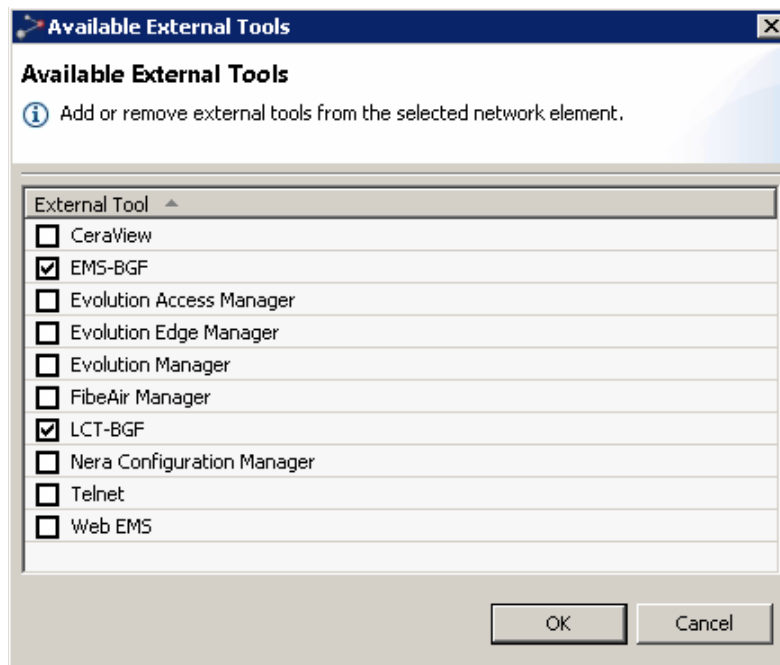 Available External Tools
Available External Tools
Add or remove external tools from the selected network element.
External Tool
CeraView
EMS-BGF
Evolution Access Manager
Evolution Edge Manager
Evolution Manager
FibeAir Manager
LCT-BGF
Nera Configuration Manager
Telnet
Web EMS
OK Cancel